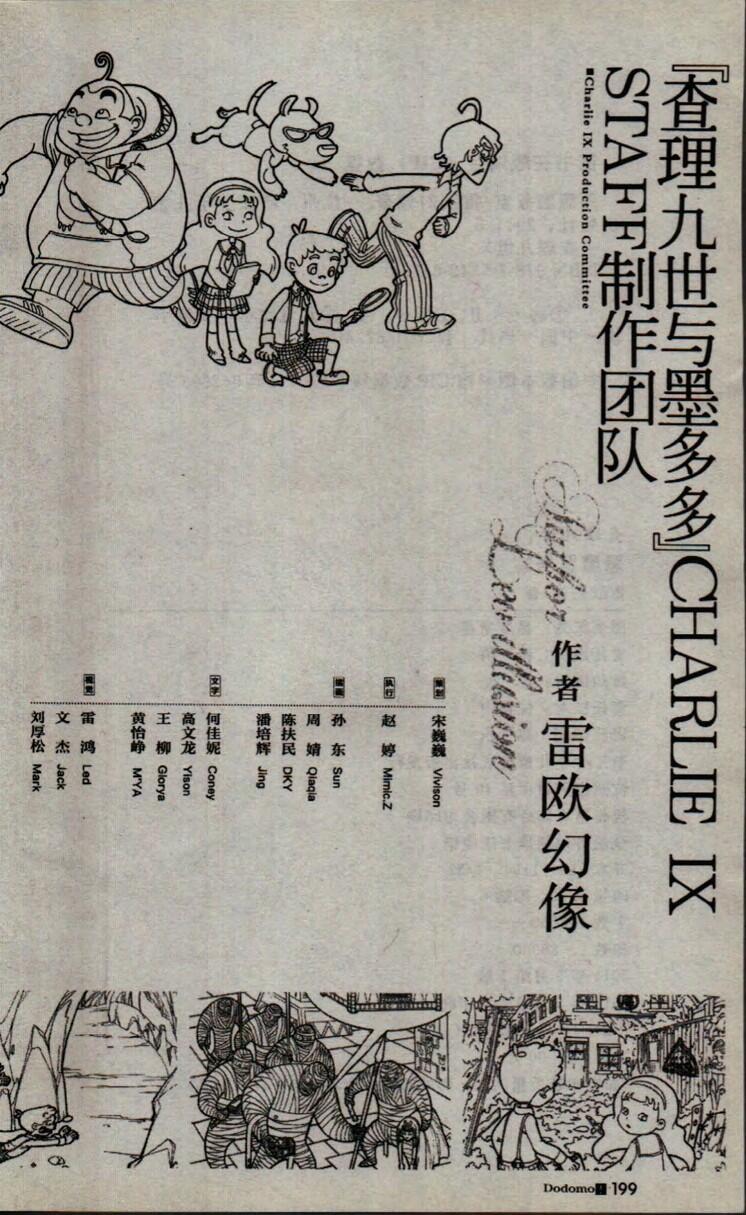 『查理九世与墨多多』CHARLIE IX
STAFF制作团队
■Charlie IX Production Committee
Author
Leo illusion
作者 雷欧幻像
策划
宋巍巍 Vivison
执行
赵 婷 Mimic.Z
编画
孙 东 Sun
周 婧 Qiaqia
陈扶民 DKY
潘培辉 Jing
文字
何佳妮 Coney
高文龙 Yison
王 柳 Glorya
黄怡峥 M²YA
视觉
雷 鸿 Led
文 杰 Jack
刘厚松 Mark
Dodomo! ·199